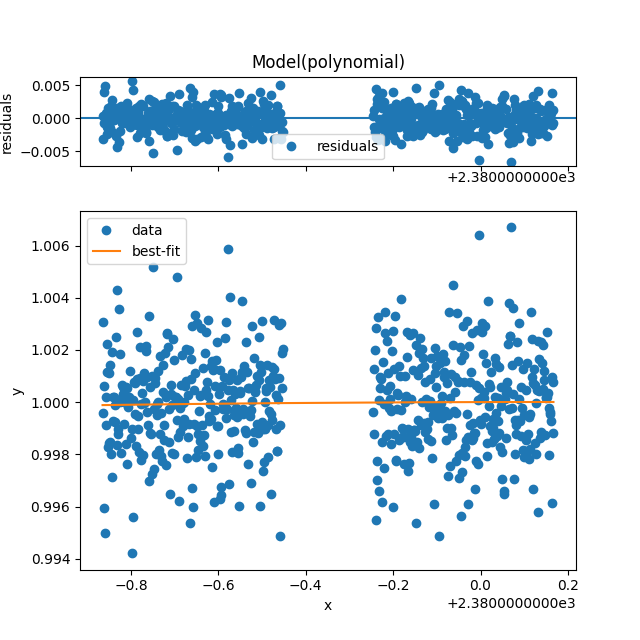 Model(polynomial)
0.005
0.000
−0.005
residuals
residuals
+2.3800000000e3
data
best-fit
1.006
1.004
1.002
1.000
0.998
0.996
0.994
y
−0.8
−0.6
−0.4
−0.2
0.0
0.2
x
+2.3800000000e3